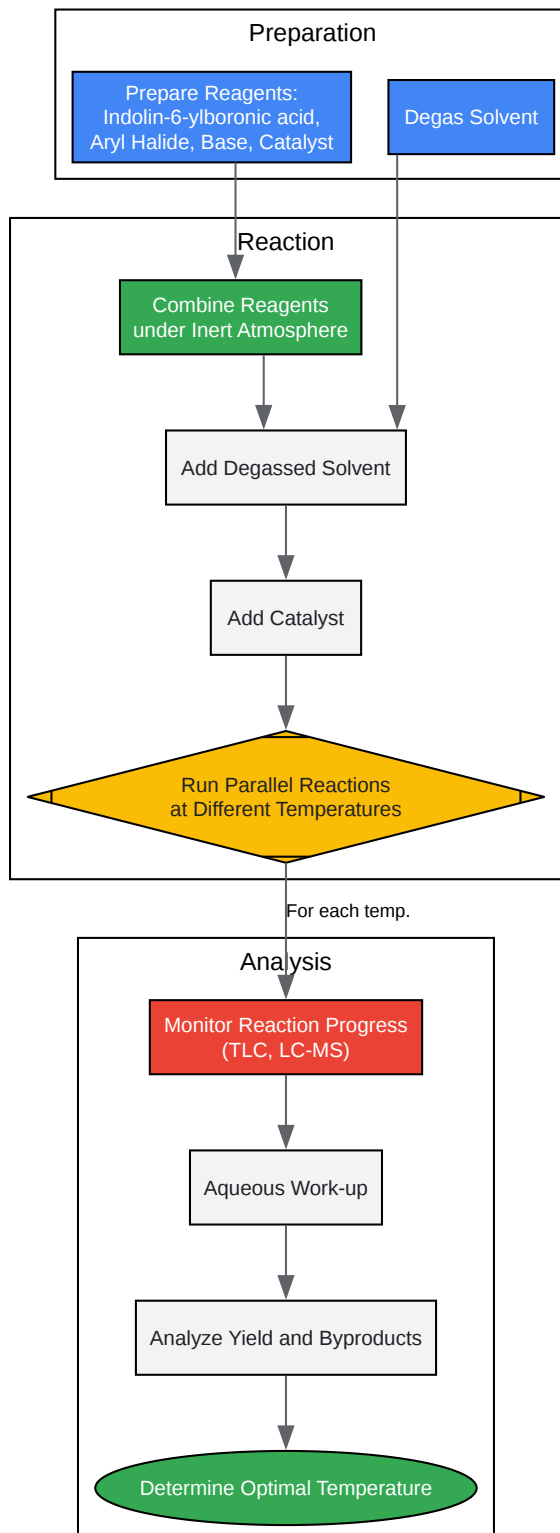 Preparation
Prepare Reagents:
Indolin-6-ylboronic acid,
Aryl Halide, Base, Catalyst
Degas Solvent
Reaction
Combine Reagents
under Inert Atmosphere
Add Degassed Solvent
Add Catalyst
Run Parallel Reactions
at Different Temperatures
For each temp.
Analysis
Monitor Reaction Progress
(TLC, LC-MS)
Aqueous Work-up
Analyze Yield and Byproducts
Determine Optimal Temperature